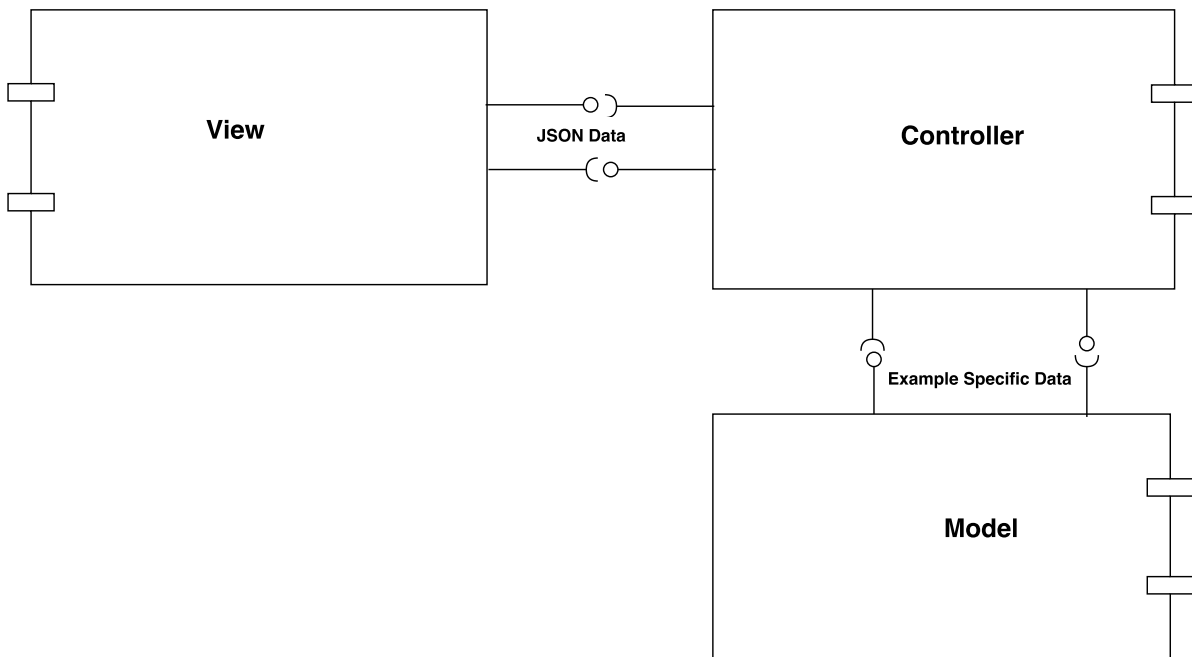 View
JSON Data
Controller
Example Specific Data
Model